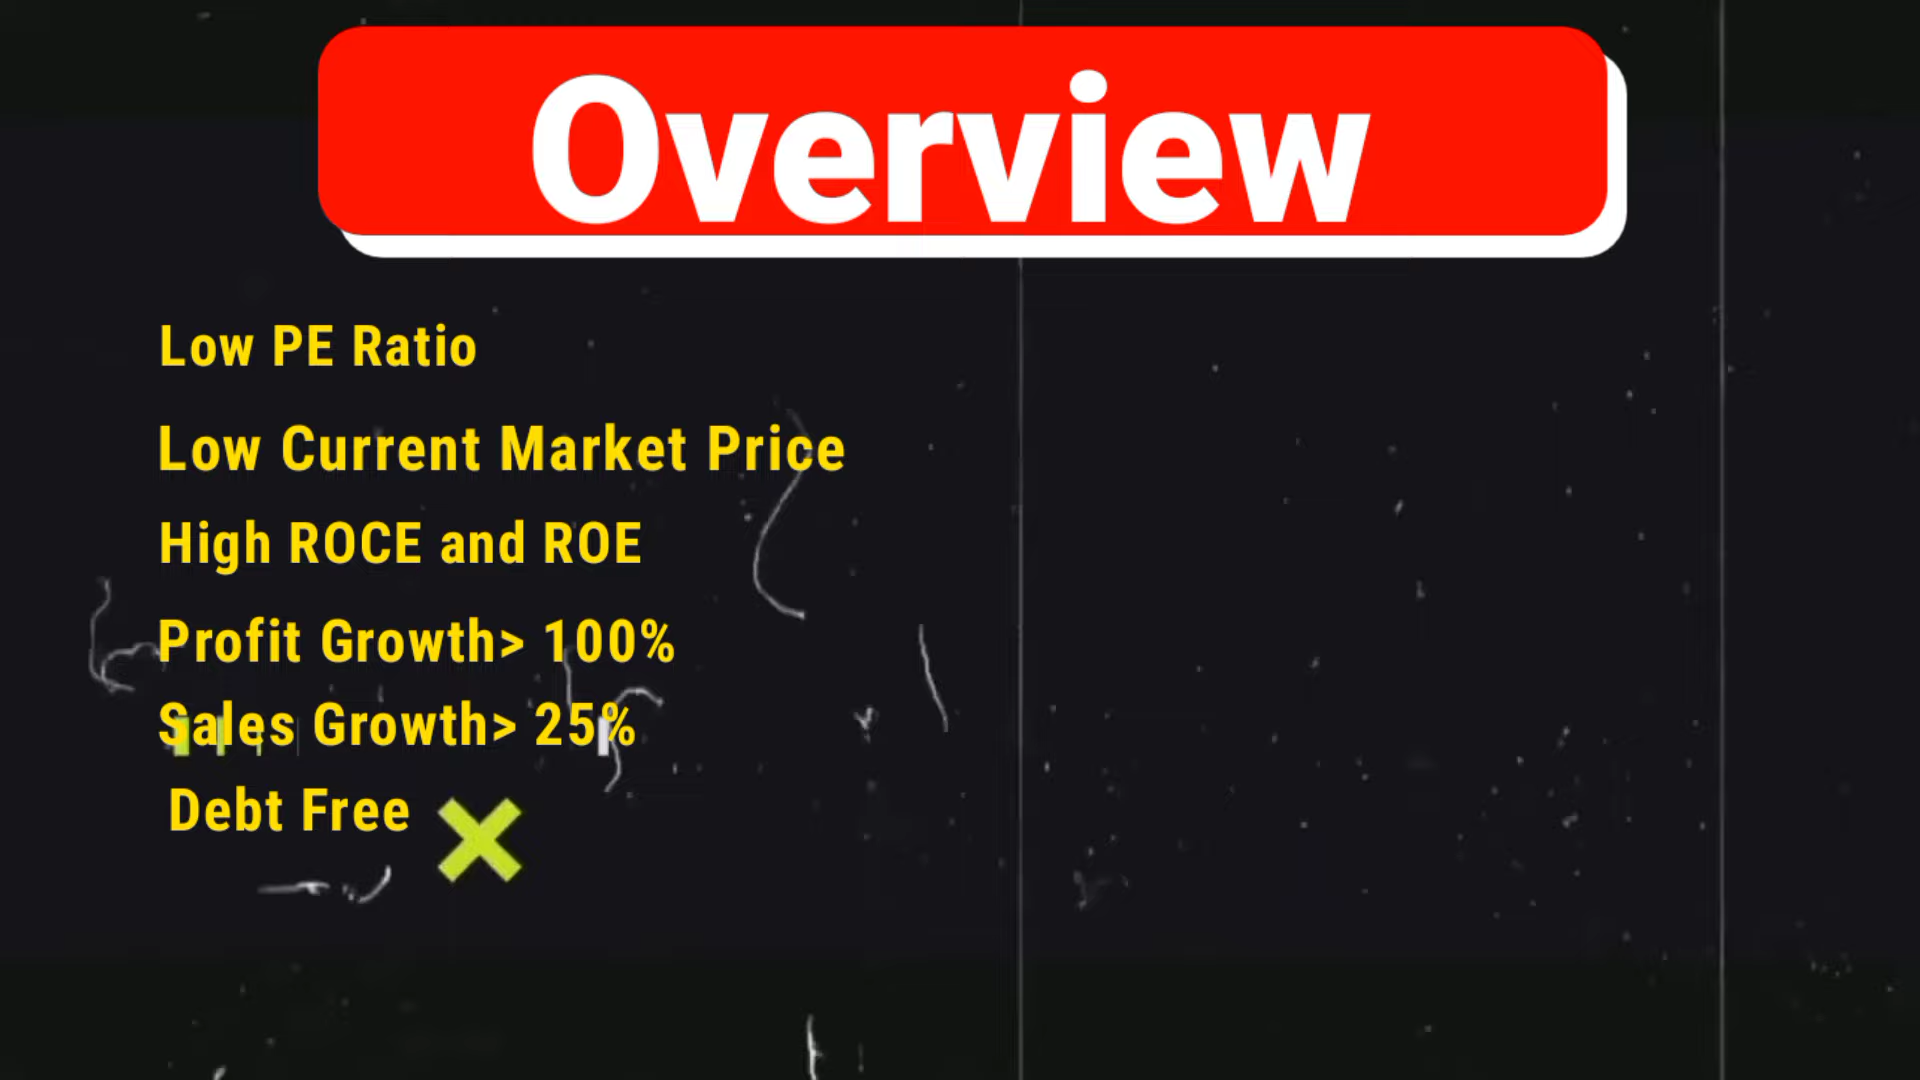 Overview
Low PE Ratio
Low Current Market Price
High ROCE and ROE
Profit Growth> 100%
Sales Growth> 25%
Debt Free